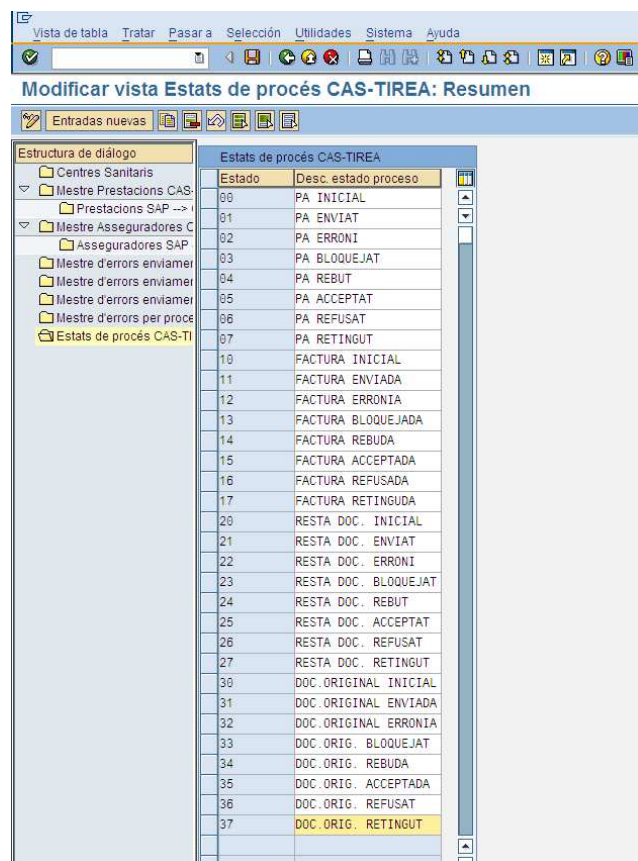 Vista de tabla Tratar Pasar a Selección Utilidades Sistema Ayuda
Modificar vista Estats de procés CAS-TIREA: Resumen
Entradas nuevas
Estructura de diálogo
Centres Sanitaris
Mestre Prestacions CAS-
Prestacions SAP -->
Mestre Asseguradores C
Asseguradores SAP
Mestre d'errors enviamer
Mestre d'errors enviamer
Mestre d'errors enviamer
Mestre d'errors per proce
Estats de procés CAS-TI
Estats de procés CAS-TIREA
Estado Desc. estado proceso
00 PA INICIAL
01 PA ENVIAT
02 PA ERRONI
03 PA BLOQUEJAT
04 PA REBUT
05 PA ACCEPTAT
06 PA REFUSAT
07 PA RETINGUT
10 FACTURA INICIAL
11 FACTURA ENVIADA
12 FACTURA ERRONIA
13 FACTURA BLOQUEJADA
14 FACTURA REBUDA
15 FACTURA ACCEPTADA
16 FACTURA REFUSADA
17 FACTURA RETINGUDA
20 RESTA DOC. INICIAL
21 RESTA DOC. ENVIAT
22 RESTA DOC. ERRONI
23 RESTA DOC. BLOQUEJAT
24 RESTA DOC. REBUT
25 RESTA DOC. ACCEPTAT
26 RESTA DOC. REFUSAT
27 RESTA DOC. RETINGUT
30 DOC.ORIGINAL INICIAL
31 DOC.ORIGINAL ENVIADA
32 DOC.ORIGINAL ERRONIA
33 DOC.ORIG. BLOQUEJAT
34 DOC.ORIG. REBUDA
35 DOC.ORIG. ACCEPTADA
36 DOC.ORIG. REFUSAT
37 DOC.ORIG. RETINGUT